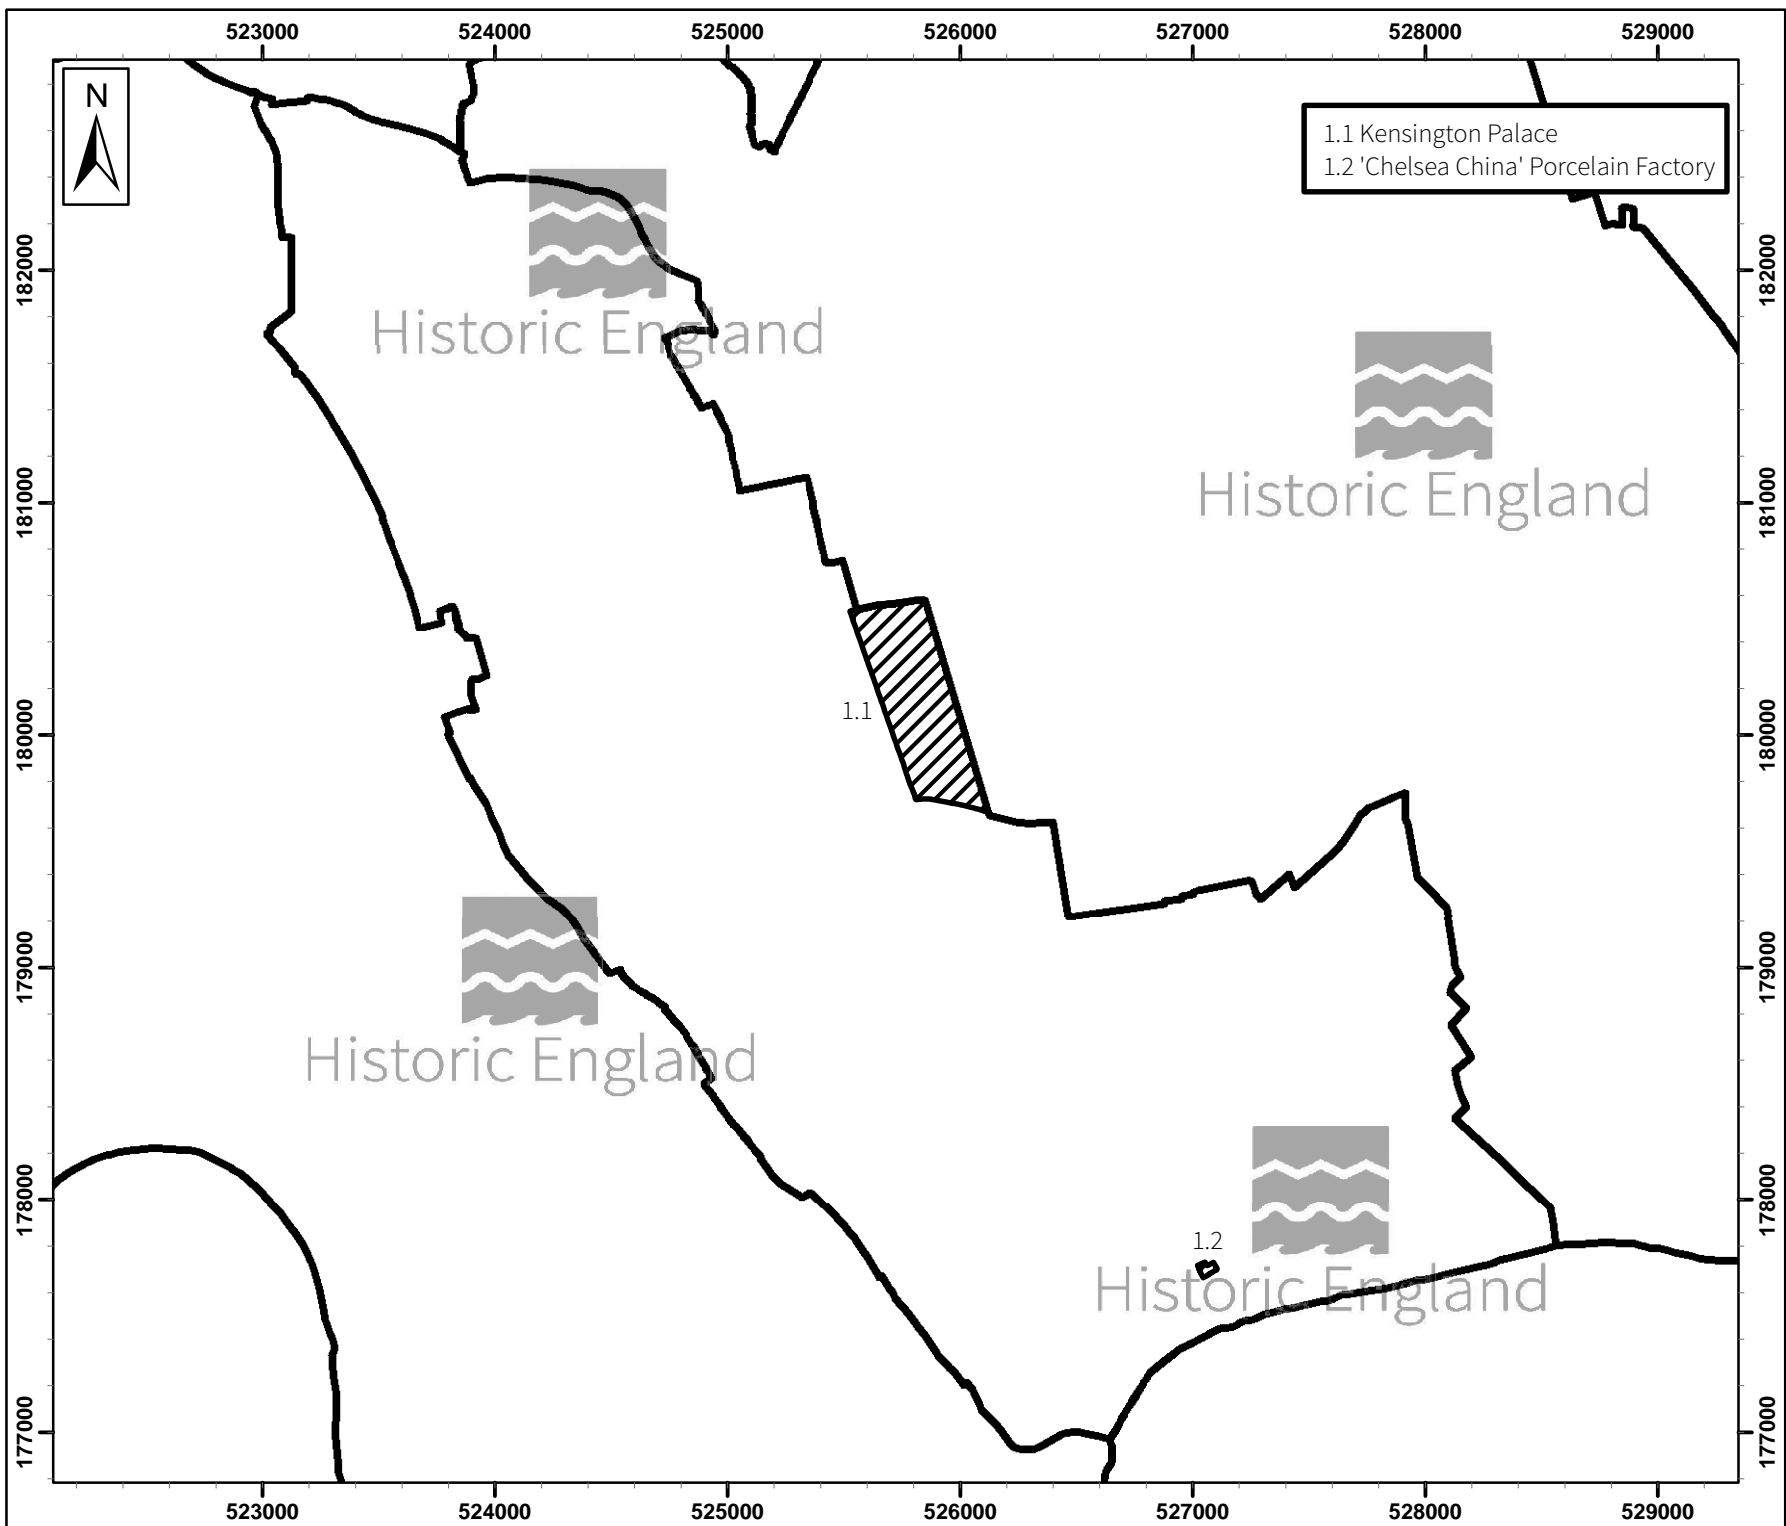 523000 524000 525000 526000 527000 528000 529000
N
1.1 Kensington Palace
1.2 'Chelsea China' Porcelain Factory
182000
182000
Historic England
Historic England
181000
181000
1.1
180000
180000
179000
179000
Historic England
178000
178000
1.2
Historic England
177000
177000
523000 524000 525000 526000 527000 528000 529000